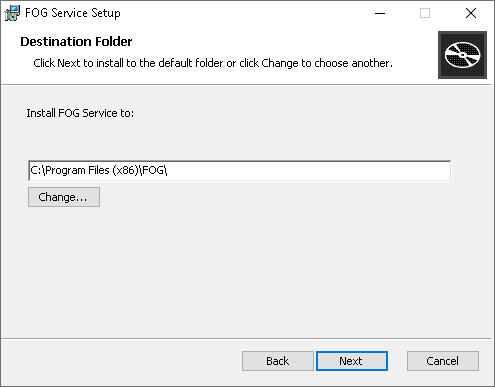 FOG Service Setup
Destination Folder
Click Next to install to the default folder or click Change to choose another.
Install FOG Service to:
C:\Program Files (x86)\FOG\
Change...
Back Next Cancel